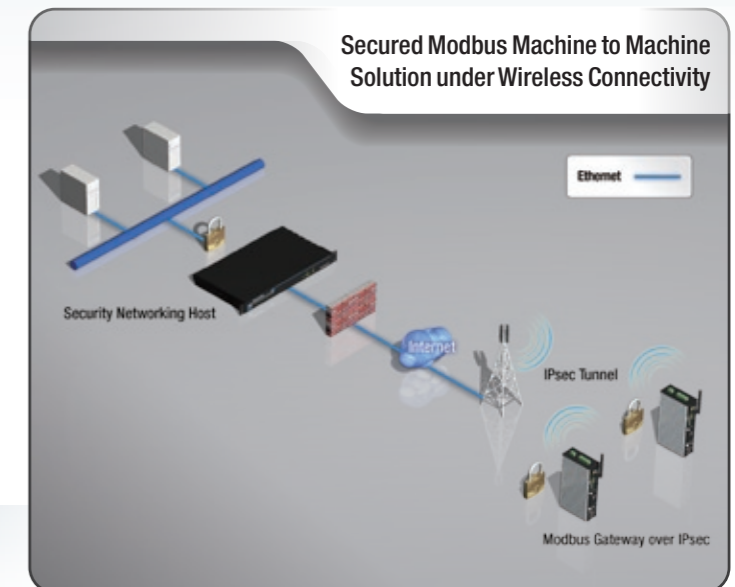 Secured Modbus Machine to Machine
Solution under Wireless Connectivity
Ethernet
Security Networking Host
Internet
IPsec Tunnel
Modbus Gateway over IPsec